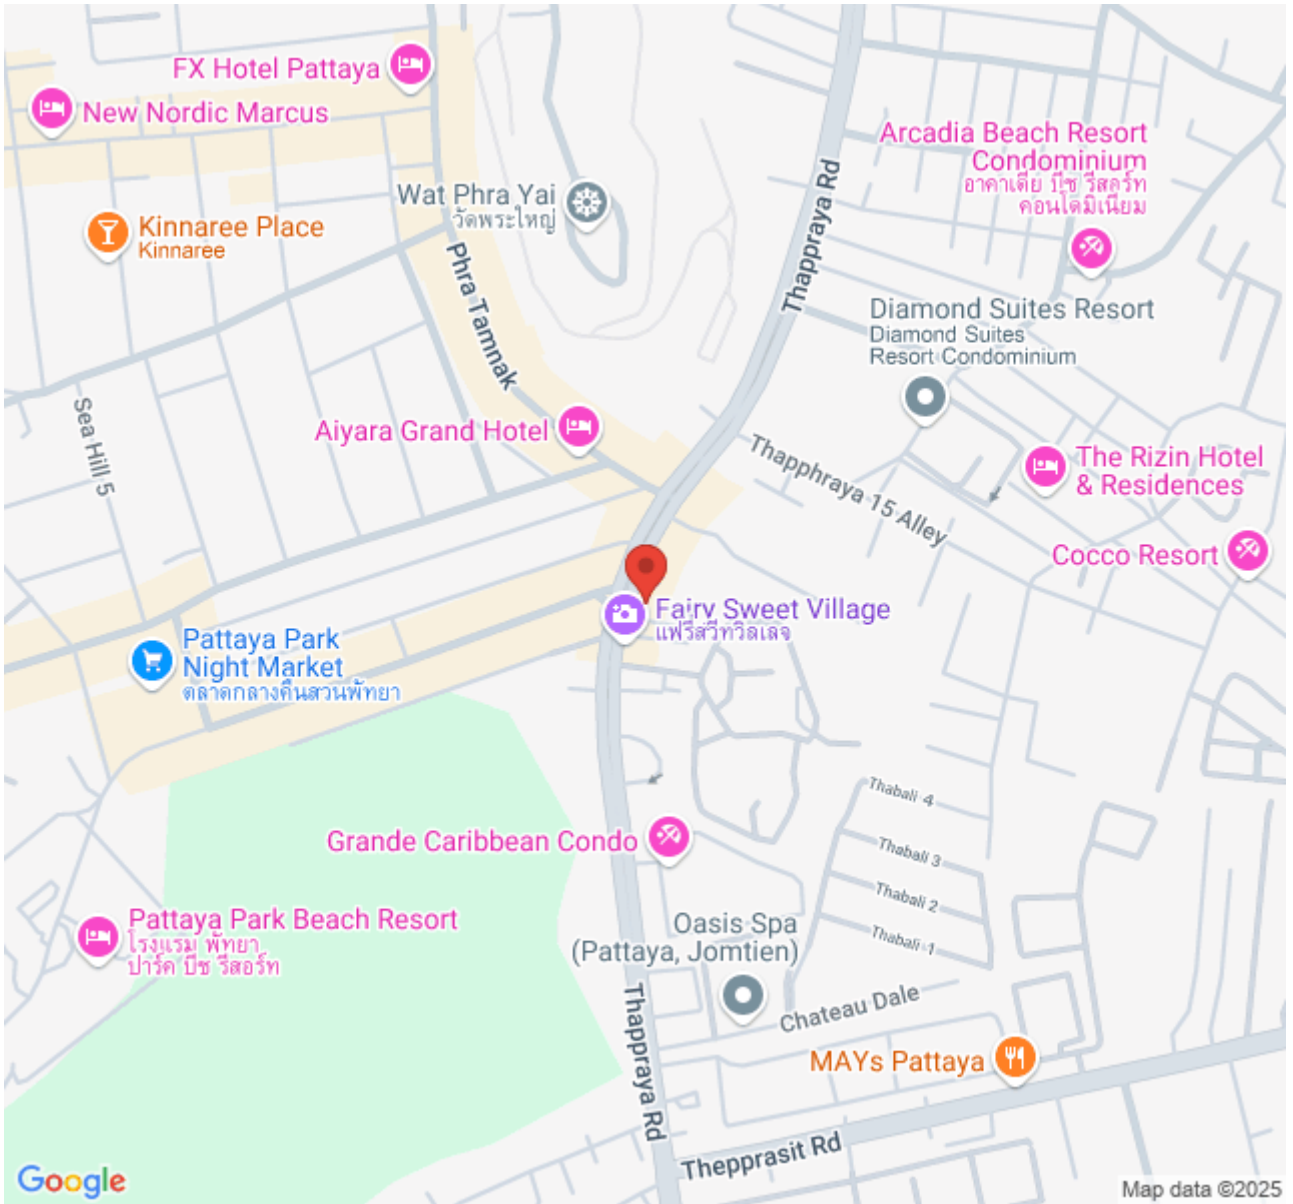 FX Hotel Pattaya
New Nordic Marcus
Arcadia Beach Resort
Condominium
อาคาเดีย บีช รีสอร์ท
คอนโดมิเนียม
Thappraya Rd
Wat Phra Yai
วัดพระใหญ่
Kinnaree Place
Kinnaree
Phra Tamnak
Diamond Suites Resort
Diamond Suites
Resort Condominium
Sea Hill 5
Aiyara Grand Hotel
Thapphraya 15 Alley
The Rizin Hotel
& Residences
Cocco Resort
Fairy Sweet Village
แฟรี่สวีทวิลเลจ
Pattaya Park
Night Market
ตลาดกลางคืนสวนพัทยา
Thabali 4
Grande Caribbean Condo
Thabali 3
Thabali 2
Pattaya Park Beach Resort
โรงแรม พัทยา
ปาร์ค บีช รีสอร์ท
Oasis Spa
(Pattaya, Jomtien)
Thabali 1
Chateau Dale
Thappraya Rd
MAYs Pattaya
Thepprasit Rd
Google
Map data ©2025